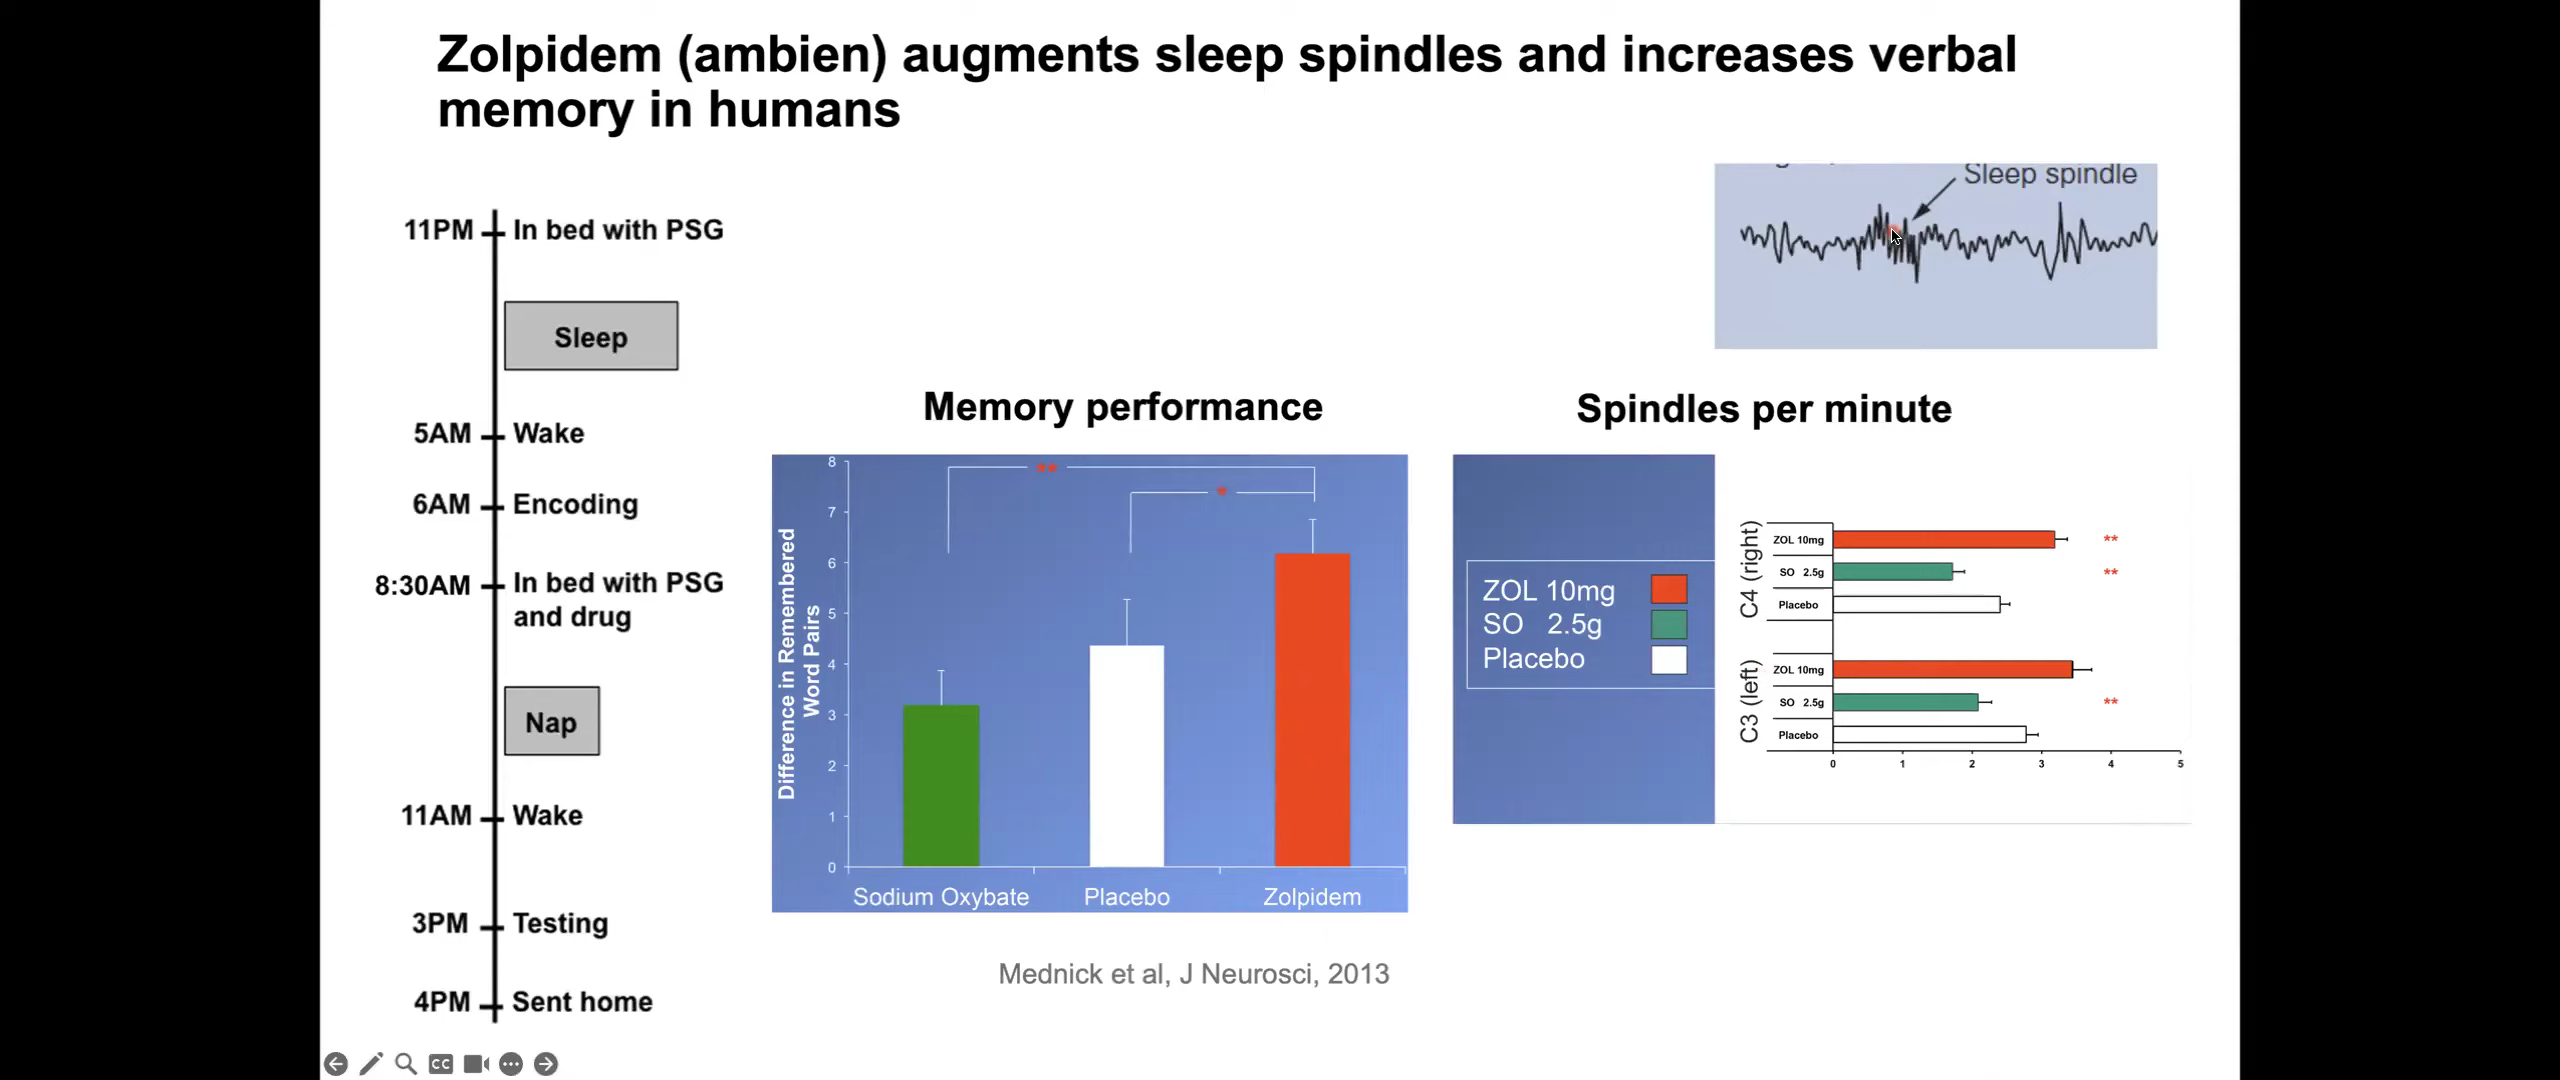 Zolpidem (ambien) augments sleep spindles and increases verbal
memory in humans
Sleep spindle
11PM In bed with PSG
Sleep
5AM Wake
6AM Encoding
8:30AM In bed with PSG
and drug
Nap
11AM Wake
3PM Testing
4PM Sent home
Memory performance
Difference in Remembered
Word Pairs
8
7
6
5
4
3
2
1
0
**
*
Sodium Oxybate Placebo Zolpidem
Spindles per minute
ZOL 10mg
SO 2.5g
Placebo
C4 (right)
ZOL 10mg **
SO 2.5g **
Placebo
C3 (left)
ZOL 10mg
SO 2.5g **
Placebo
0 1 2 3 4 5
Mednick et al, J Neurosci, 2013
CC